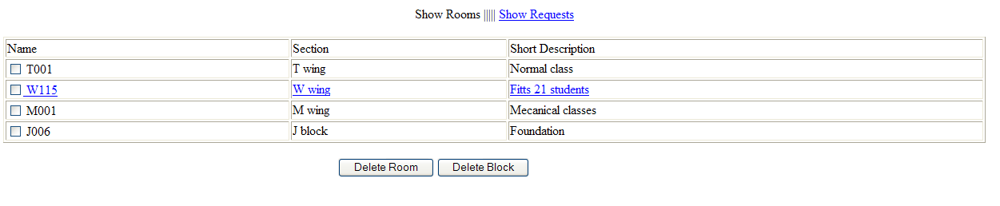 Show Rooms ||||| Show Requests
Name Section Short Description
T001 T wing Normal class
W115 W wing Fitts 21 students
M001 M wing Mecanical classes
J006 J block Foundation
Delete Room Delete Block